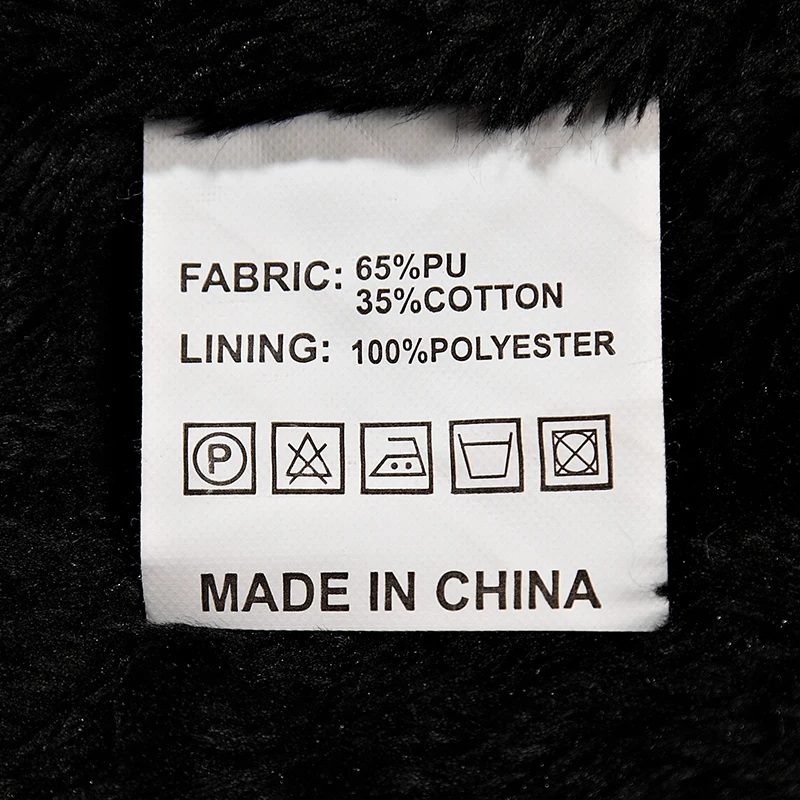 FABRIC: 65%PU
35%COTTON
LINING: 100%POLYESTER
P
MADE IN CHINA